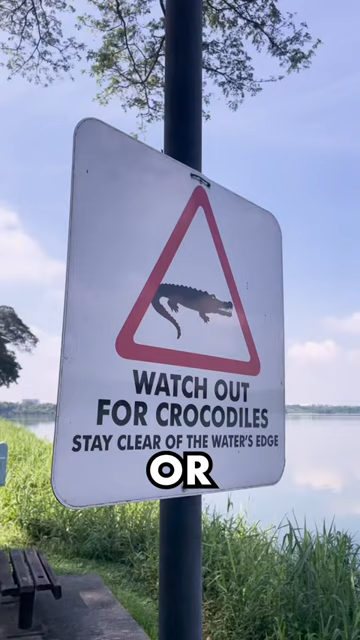 WATCH OUT
FOR CROCODILES
STAY CLEAR OF THE WATER'S EDGE
OR